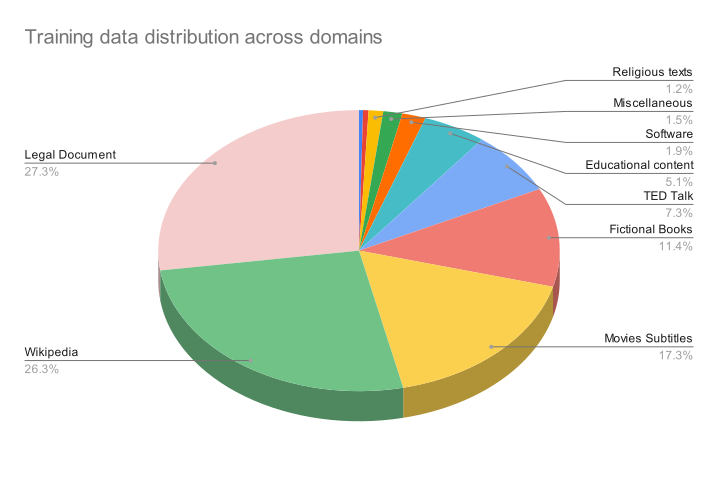 Training data distribution across domains
Religious texts
1.2%
Miscellaneous
1.5%
Software
1.9%
Educational content
5.1%
TED Talk
7.3%
Fictional Books
11.4%
Movies Subtitles
17.3%
Legal Document
27.3%
Wikipedia
26.3%